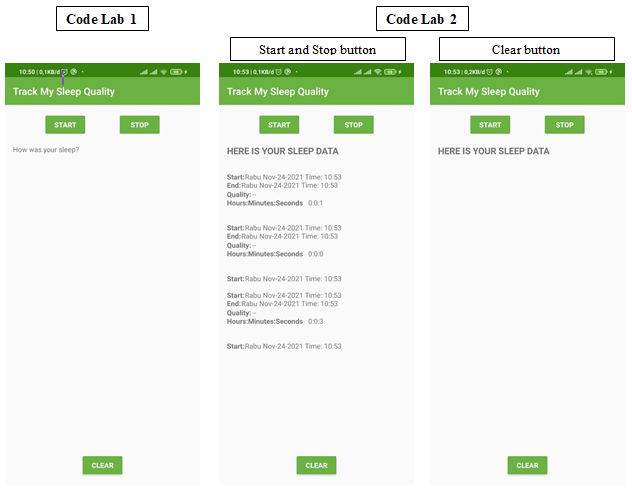 Code Lab 1
Code Lab 2
Start and Stop button
Clear button
10:50 | 0,1KB/d
Track My Sleep Quality
START
STOP
How was your sleep?
CLEAR
10:53 | 0,1KB/d
Track My Sleep Quality
START
STOP
HERE IS YOUR SLEEP DATA
Start:Rabu Nov-24-2021 Time: 10:53
End:Rabu Nov-24-2021 Time: 10:53
Quality:--
Hours:Minutes:Seconds 0:0:1
Start:Rabu Nov-24-2021 Time: 10:53
End:Rabu Nov-24-2021 Time: 10:53
Quality:--
Hours:Minutes:Seconds 0:0:0
Start:Rabu Nov-24-2021 Time: 10:53
Start:Rabu Nov-24-2021 Time: 10:53
End:Rabu Nov-24-2021 Time: 10:53
Quality:--
Hours:Minutes:Seconds 0:0:3
Start:Rabu Nov-24-2021 Time: 10:53
CLEAR
10:53 | 0,2KB/d
Track My Sleep Quality
START
STOP
HERE IS YOUR SLEEP DATA
CLEAR